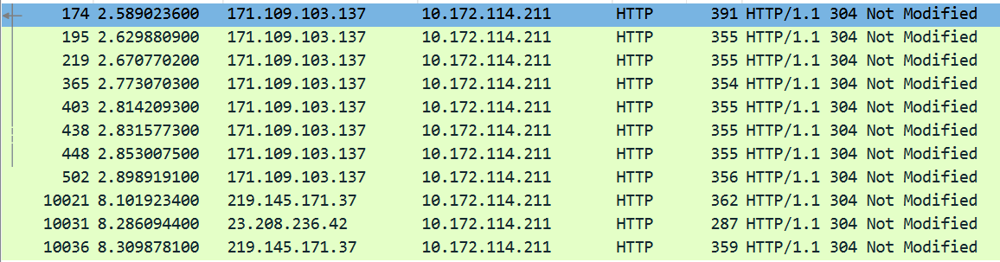 174 2.589023600 171.109.103.137 10.172.114.211 HTTP 391 HTTP/1.1 304 Not Modified
195 2.629880900 171.109.103.137 10.172.114.211 HTTP 355 HTTP/1.1 304 Not Modified
219 2.670770200 171.109.103.137 10.172.114.211 HTTP 355 HTTP/1.1 304 Not Modified
365 2.773070300 171.109.103.137 10.172.114.211 HTTP 354 HTTP/1.1 304 Not Modified
403 2.814209300 171.109.103.137 10.172.114.211 HTTP 355 HTTP/1.1 304 Not Modified
438 2.831577300 171.109.103.137 10.172.114.211 HTTP 355 HTTP/1.1 304 Not Modified
448 2.853007500 171.109.103.137 10.172.114.211 HTTP 355 HTTP/1.1 304 Not Modified
502 2.898919100 171.109.103.137 10.172.114.211 HTTP 356 HTTP/1.1 304 Not Modified
10021 8.101923400 219.145.171.37 10.172.114.211 HTTP 362 HTTP/1.1 304 Not Modified
10031 8.286094400 23.208.236.42 10.172.114.211 HTTP 287 HTTP/1.1 304 Not Modified
10036 8.309878100 219.145.171.37 10.172.114.211 HTTP 359 HTTP/1.1 304 Not Modified